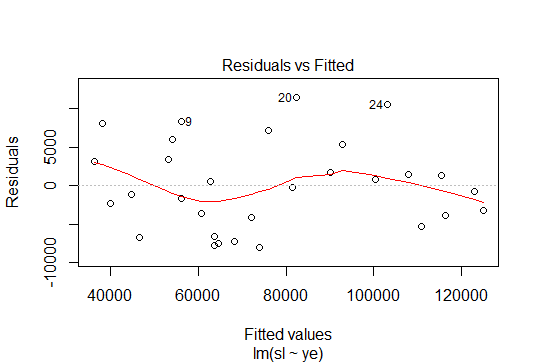 Residuals vs Fitted
Residuals
5000
0
-10000
20
24
9
40000 60000 80000 100000 120000
Fitted values
lm(sl ~ ye)